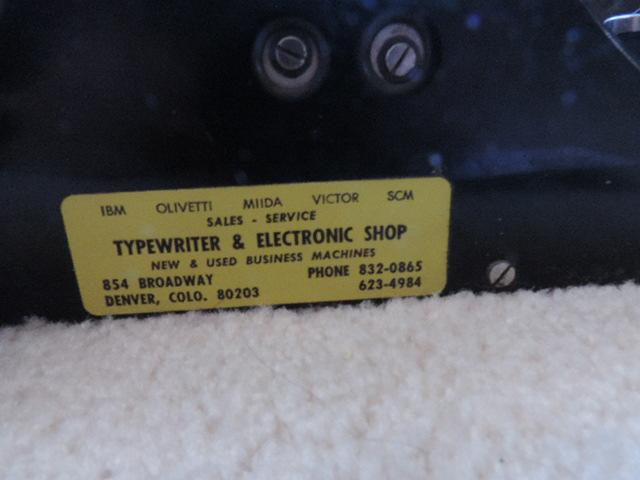 IBM OLIVETTI MIIDA VICTOR SCM
SALES - SERVICE
TYPEWRITER & ELECTRONIC SHOP
NEW & USED BUSINESS MACHINES
854 BROADWAY PHONE 832-0865
DENVER, COLO. 80203 623-4984